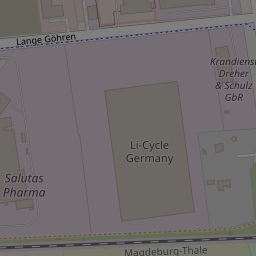 Lange Göhren
Krandienst
Dreher
& Schulz
GbR
Li-Cycle
Germany
Salutas
Pharma
Magdeburg-Thale